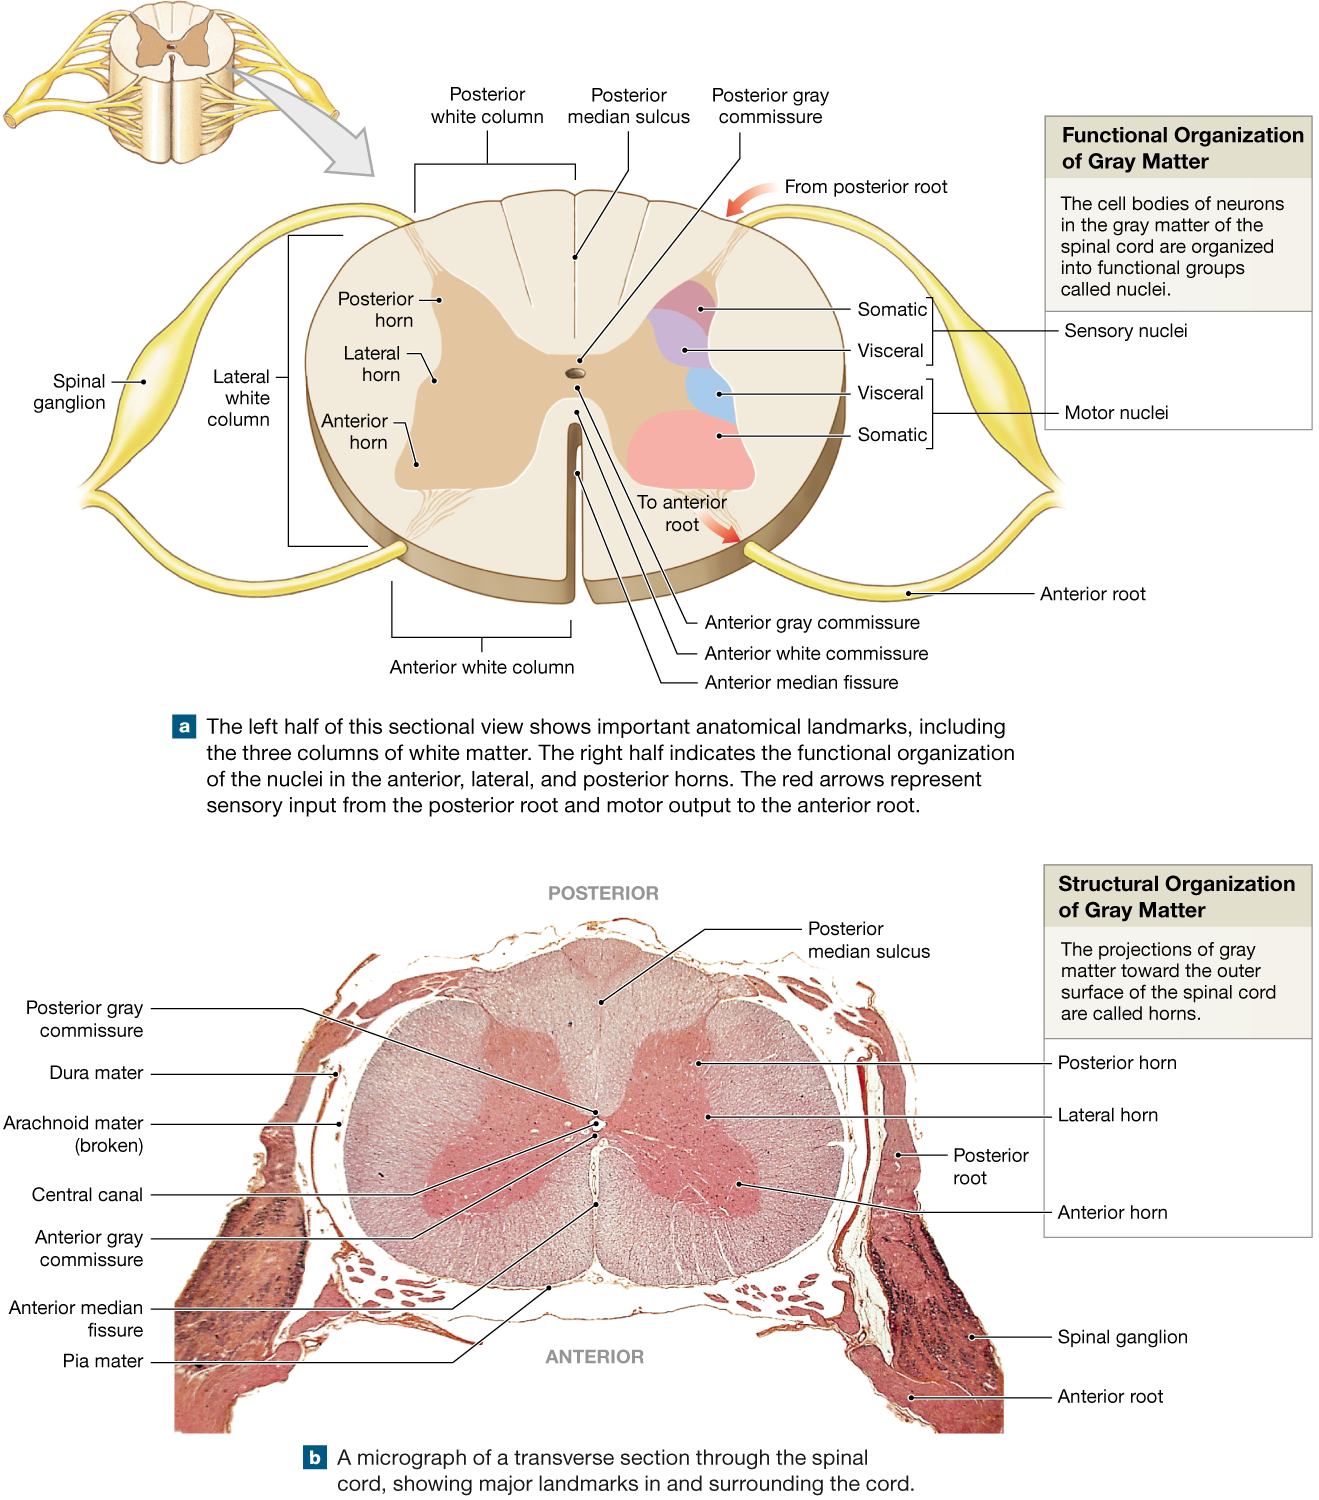 Posterior
white column
Posterior
median sulcus
Posterior gray
commissure
Functional Organization
of Gray Matter
The cell bodies of neurons
in the gray matter of the
spinal cord are organized
into functional groups
called nuclei.
From posterior root
Posterior
horn
Lateral
horn
Anterior
horn
Spinal
ganglion
Lateral
white
column
Somatic
Visceral
Sensory nuclei
Visceral
Somatic
Motor nuclei
To anterior
root
Anterior root
Anterior gray commissure
Anterior white commissure
Anterior median fissure
Anterior white column
a The left half of this sectional view shows important anatomical landmarks, including
the three columns of white matter. The right half indicates the functional organization
of the nuclei in the anterior, lateral, and posterior horns. The red arrows represent
sensory input from the posterior root and motor output to the anterior root.
POSTERIOR
Structural Organization
of Gray Matter
The projections of gray
matter toward the outer
surface of the spinal cord
are called horns.
Posterior
median sulcus
Posterior gray
commissure
Dura mater
Arachnoid mater
(broken)
Central canal
Anterior gray
commissure
Anterior median
fissure
Pia mater
Posterior horn
Lateral horn
Posterior
root
Anterior horn
Spinal ganglion
Anterior root
ANTERIOR
b A micrograph of a transverse section through the spinal
cord, showing major landmarks in and surrounding the cord.